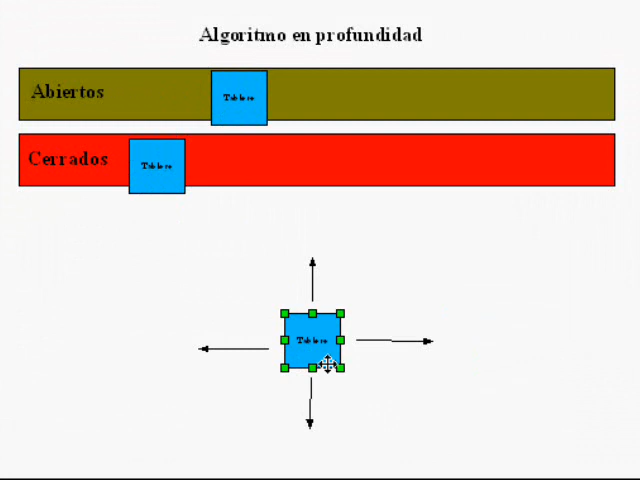 Algoritmo en profundidad
Abiertos
Tablero
Cerrados
Tablero
Tablero